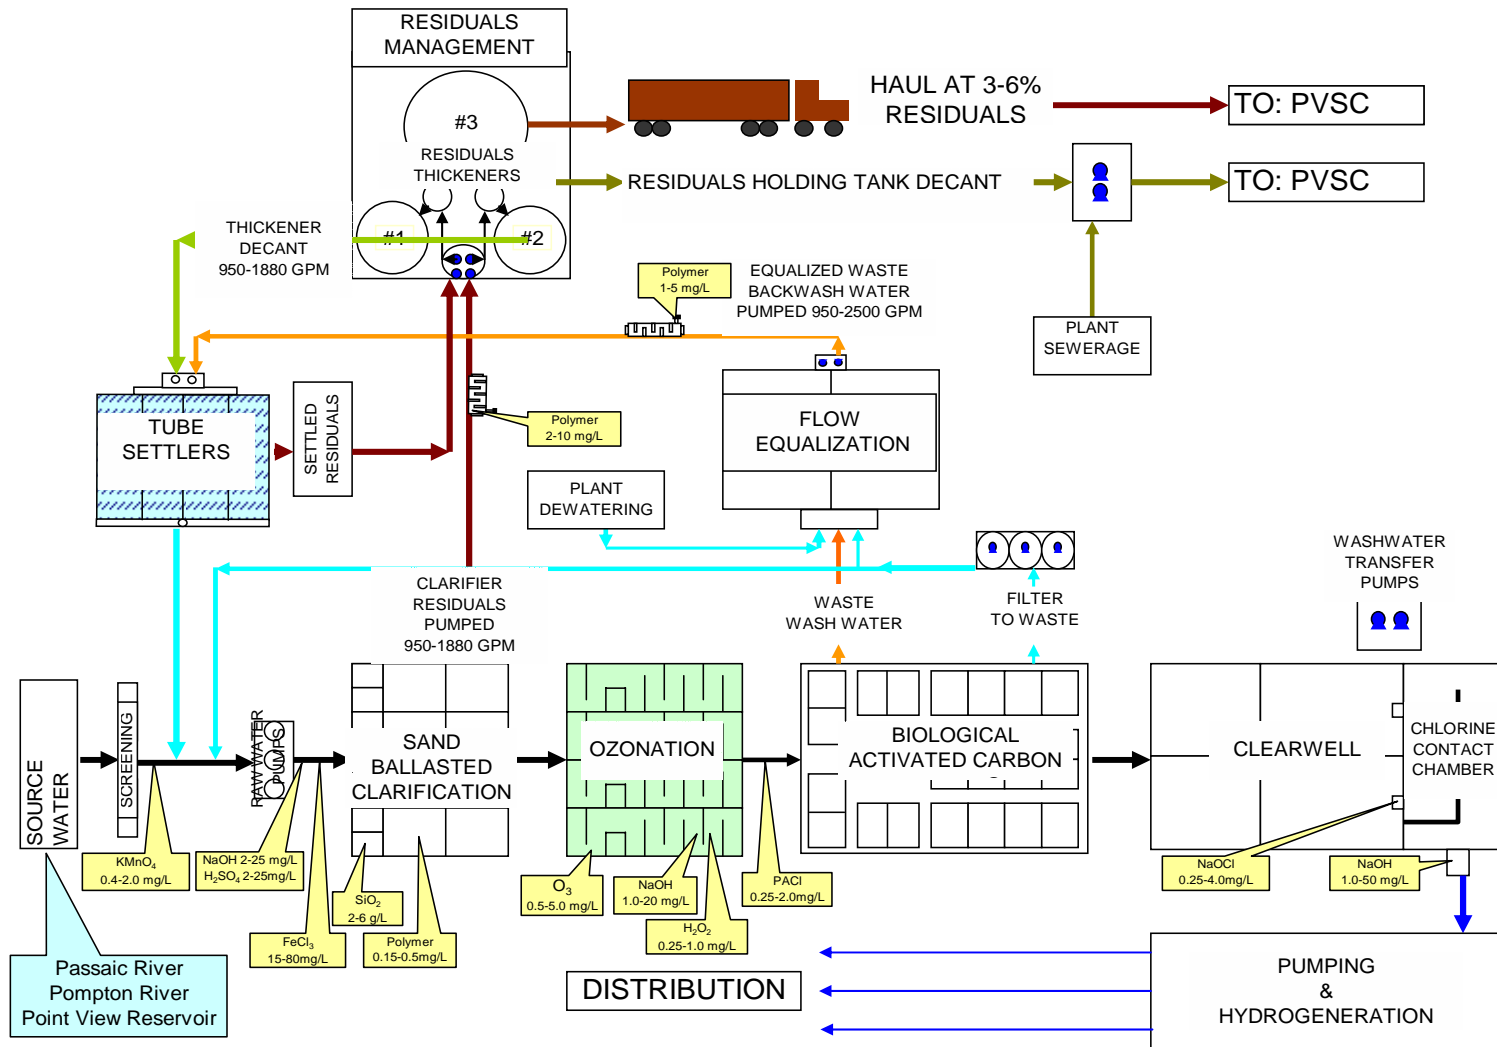 RESIDUALS
MANAGEMENT
#3
RESIDUALS
THICKENERS
#1
#2
HAUL AT 3-6%
RESIDUALS
TO: PVSC
RESIDUALS HOLDING TANK DECANT
TO: PVSC
PLANT
SEWERAGE
THICKENER
DECANT
950-1880 GPM
Polymer
1-5 mg/L
EQUALIZED WASTE
BACKWASH WATER
PUMPED 950-2500 GPM
TUBE
SETTLERS
SETTLED
RESIDUALS
Polymer
2-10 mg/L
FLOW
EQUALIZATION
PLANT
DEWATERING
CLARIFIER
RESIDUALS
PUMPED
950-1880 GPM
WASTE
WASH WATER
FILTER
TO WASTE
WASHWATER
TRANSFER
PUMPS
SOURCE
WATER
SCREENING
RAW WATER
PUMPS
SAND
BALLASTED
CLARIFICATION
OZONATION
BIOLOGICAL
ACTIVATED CARBON
CLEARWELL
CHLORINE
CONTACT
CHAMBER
KMnO4
0.4-2.0 mg/L
NaOH 2-25 mg/L
H2SO4 2-25mg/L
FeCl3
15-80mg/L
SiO2
2-6 g/L
Polymer
0.15-0.5mg/L
O3
0.5-5.0 mg/L
NaOH
1.0-20 mg/L
H2O2
0.25-1.0 mg/L
PACl
0.25-2.0mg/L
NaOCl
0.25-4.0mg/L
NaOH
1.0-50 mg/L
Passaic River
Pompton River
Point View Reservoir
DISTRIBUTION
PUMPING
&
HYDROGENERATION